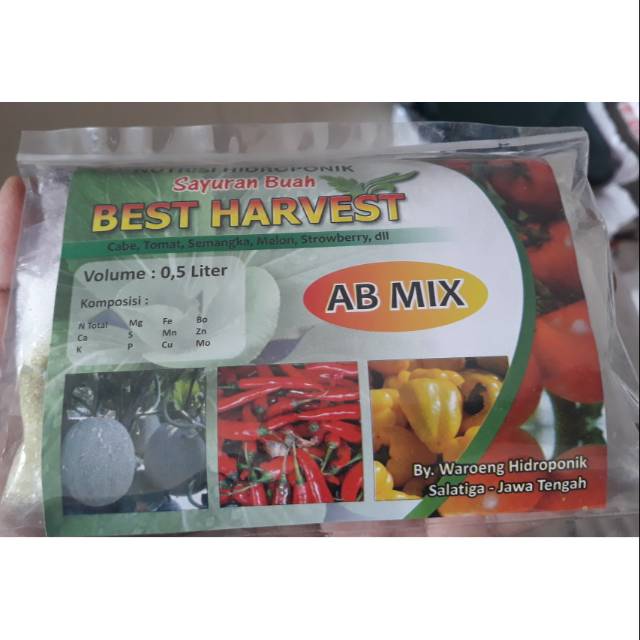 NUTRISI HIDROPONIK
Sayuran Buah
BEST HARVEST
Cabe, Tomat, Semangka, Melon, Strowberry, dll
Volume : 0,5 Liter
AB MIX
Komposisi :
N Total Mg Fe Bo
Ca S Mn Zn
K P Cu Mo
By. Waroeng Hidroponik
Salatiga - Jawa Tengah